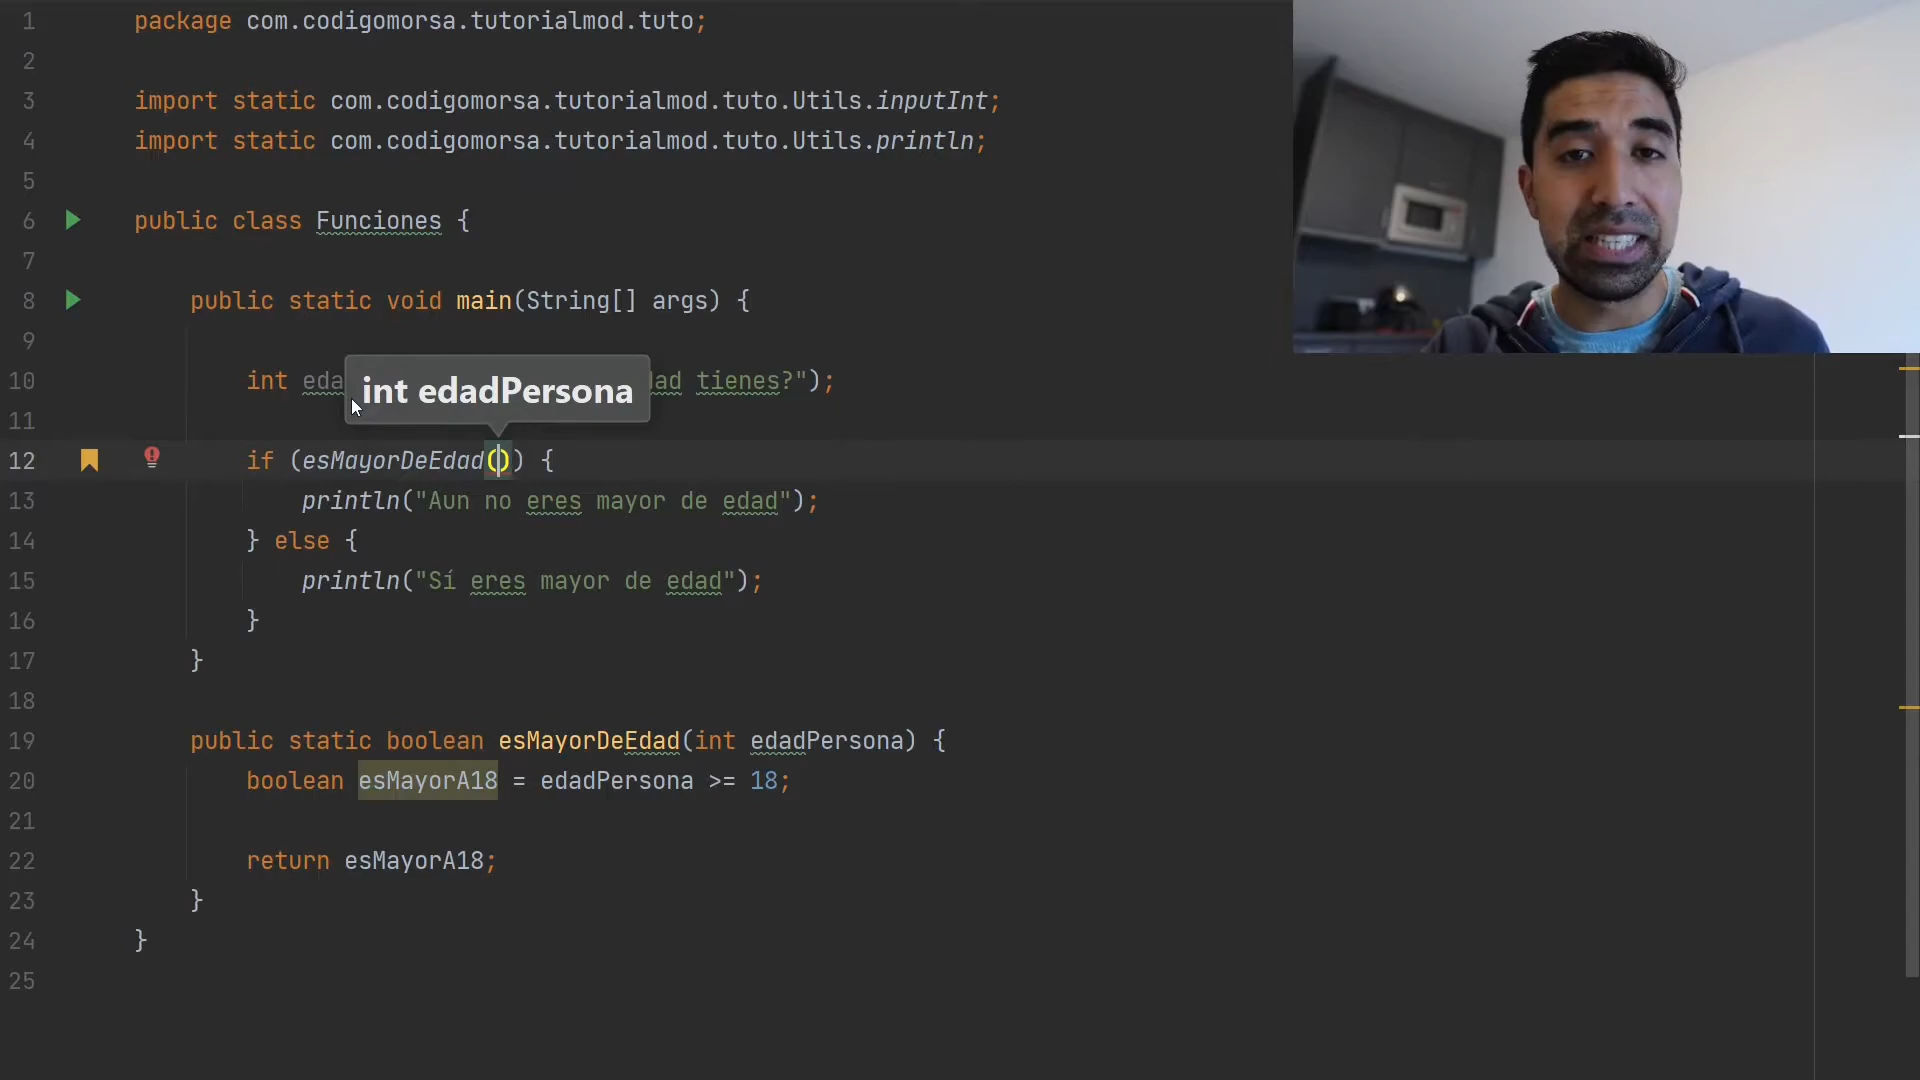 1 package com.codigomorsa.tutorialmod.tuto;
2
3 import static com.codigomorsa.tutorialmod.tuto.Utils.inputInt;
4 import static com.codigomorsa.tutorialmod.tuto.Utils.println;
5
6 public class Funciones {
7
8 public static void main(String[] args) {
9
10 int tienes?");
int edadPersona
11
12 if (esMayorDeEdad()) {
13 println("Aun no eres mayor de edad");
14 } else {
15 println("Sí eres mayor de edad");
16 }
17 }
18
19 public static boolean esMayorDeEdad(int edadPersona) {
20 boolean esMayorA18 = edadPersona >= 18;
21
22 return esMayorA18;
23 }
24 }
25